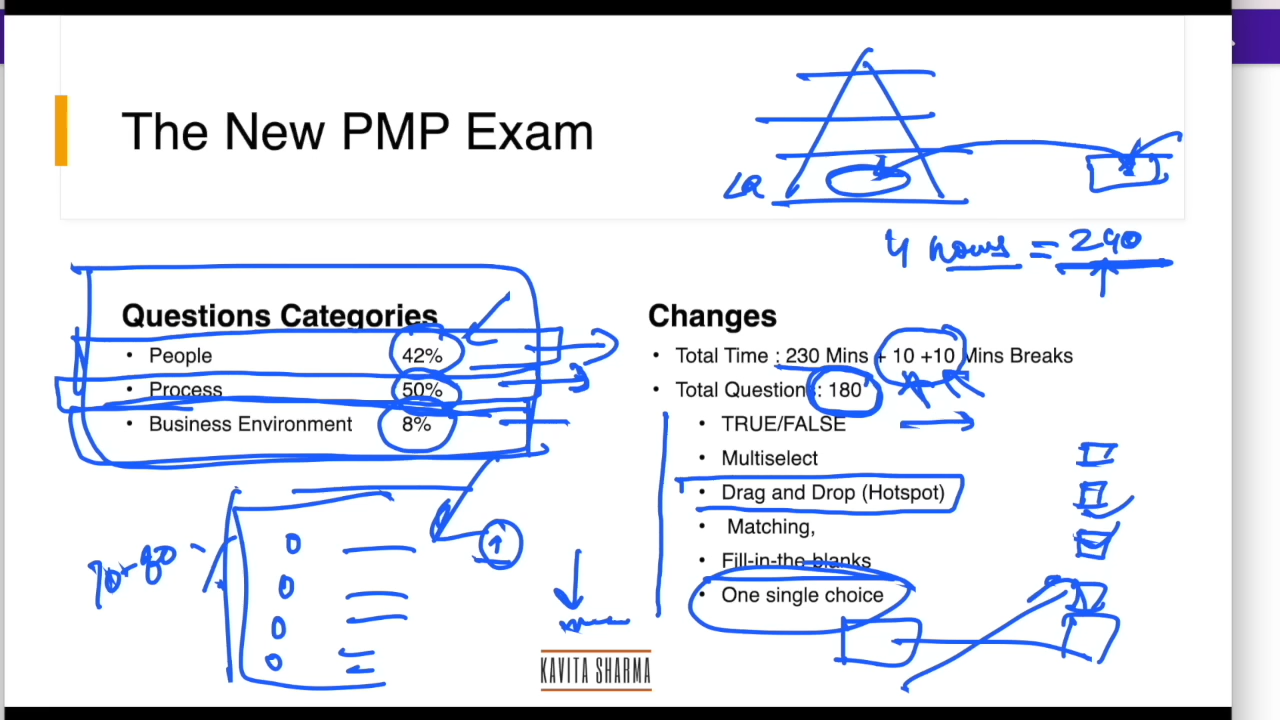 The New PMP Exam
4 hours = 240
Questions Categories
• People 42%
• Process 50%
• Business Environment 8%
Changes
• Total Time : 230 Mins + 10 +10 Mins Breaks
• Total Questions : 180
• TRUE/FALSE
• Multiselect
• Drag and Drop (Hotspot)
• Matching,
• Fill-in-the-blanks
• One single choice
70-80
KAVITA SHARMA